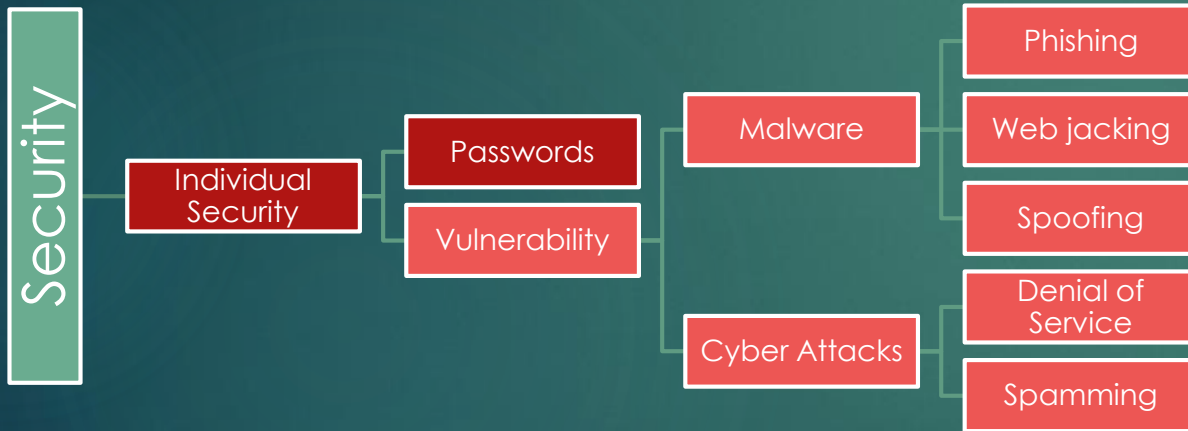 Security
Individual
Security
Passwords
Vulnerability
Malware
Cyber Attacks
Phishing
Web jacking
Spoofing
Denial of
Service
Spamming